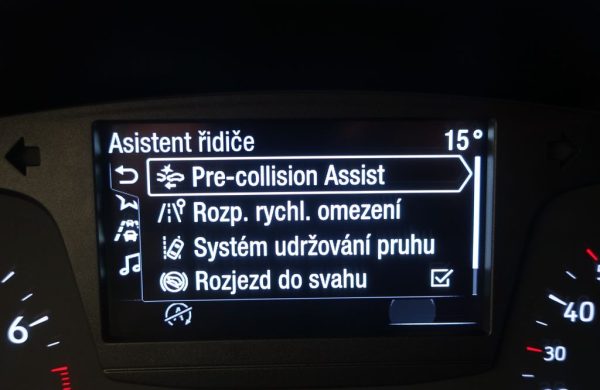 Asistent řidiče 15°
Pre-collision Assist
Rozp. rychl. omezení
Systém udržování pruhu
Rozjezd do svahu
6
40
30